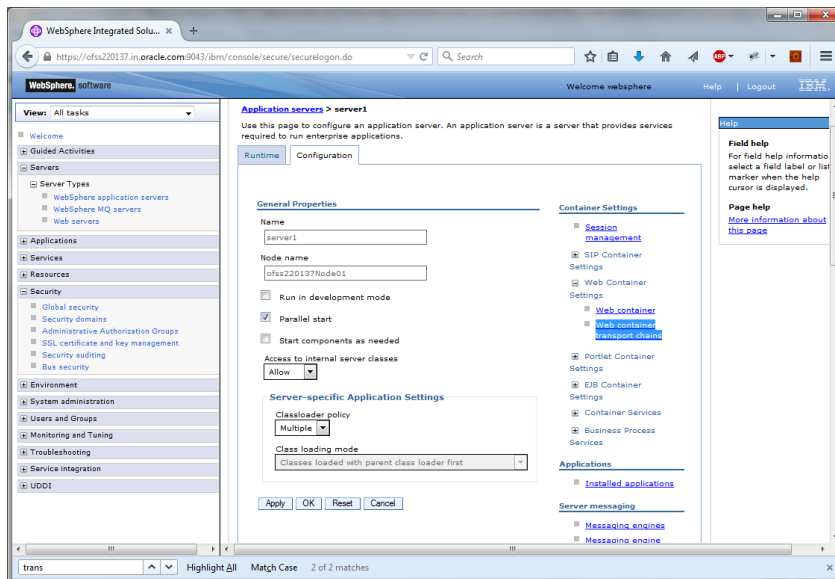 WebSphere Integrated Solu...
https://ofss220137.in.oracle.com:9043/ibm/console/secure/securelogon.do
Search
ABP
WebSphere. software
Welcome websphere
Help | Logout
IBM.
View: All tasks
Welcome
Guided Activities
Servers
Server Types
WebSphere application servers
WebSphere MQ servers
Web servers
Applications
Services
Resources
Security
Global security
Security domains
Administrative Authorization Groups
SSL certificate and key management
Security auditing
Bus security
Environment
System administration
Users and Groups
Monitoring and Tuning
Troubleshooting
Service integration
UDDI
Application servers > server1
Use this page to configure an application server. An application server is a server that provides services
required to run enterprise applications.
Runtime
Configuration
General Properties
Name
server1
Node name
ofss220137Node01
Run in development mode
Parallel start
Start components as needed
Access to internal server classes
Allow
Server-specific Application Settings
Classloader policy
Multiple
Class loading mode
Classes loaded with parent class loader first
Apply
OK
Reset
Cancel
Container Settings
Session
management
SIP Container
Settings
Web Container
Settings
Web container
Web container
transport chains
Portlet Container
Settings
EJB Container
Settings
Container Services
Business Process
Services
Applications
Installed applications
Server messaging
Messaging engines
Messaging engine
Help
Field help
For field help informatio
select a field label or list
marker when the help
cursor is displayed.
Page help
More information about
this page
trans
Highlight All
Match Case
2 of 2 matches